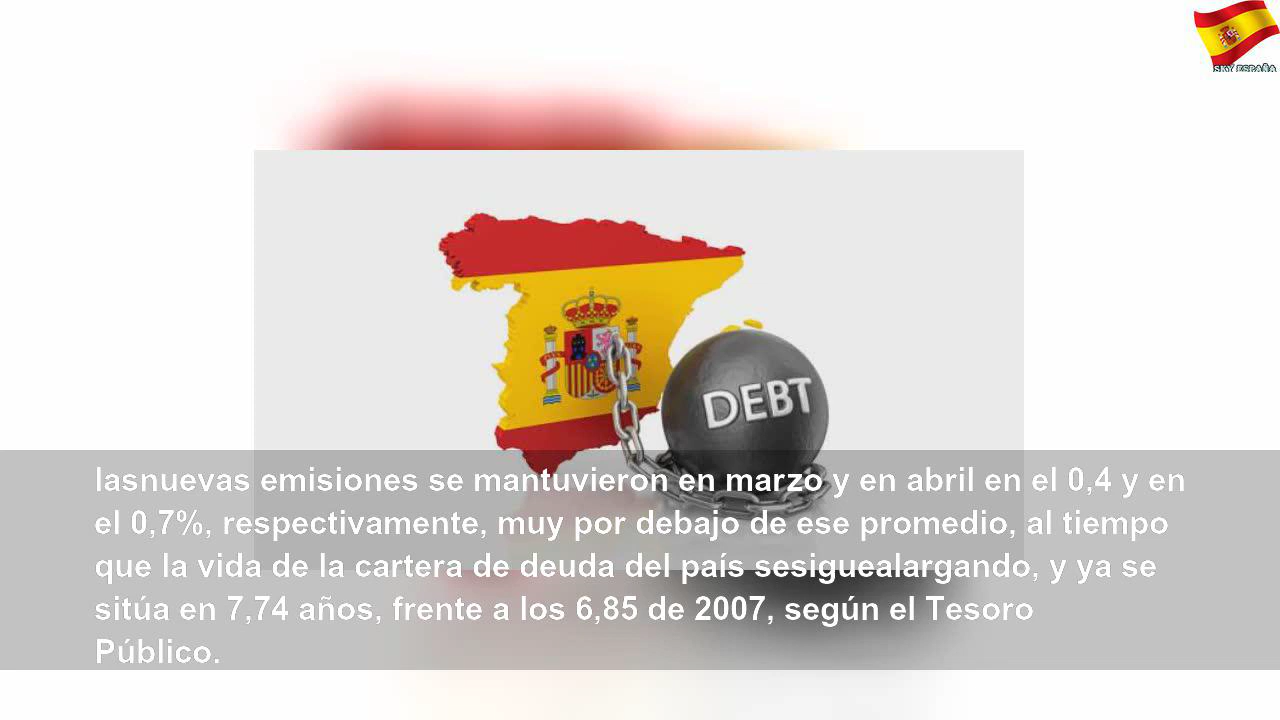 SKY ESPAÑA
DEBT
lasnuevas emisiones se mantuvieron en marzo y en abril en el 0,4 y en
el 0,7%, respectivamente, muy por debajo de ese promedio, al tiempo
que la vida de la cartera de deuda del país sesiguealargando, y ya se
sitúa en 7,74 años, frente a los 6,85 de 2007, según el Tesoro
Público.